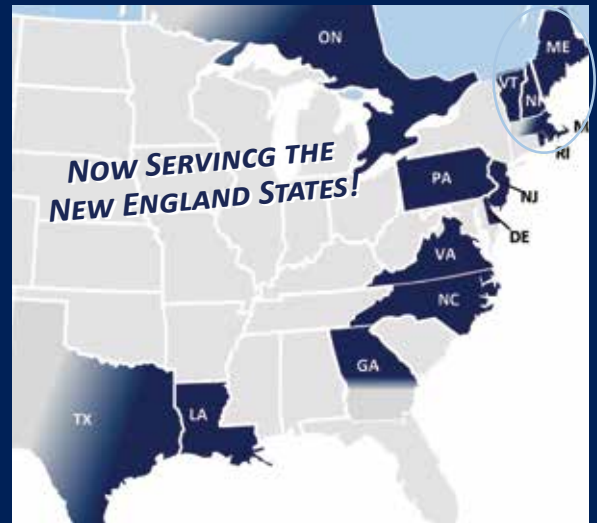 ON
ME
VT
RI
NOW SERVINCG THE
NEW ENGLAND STATES!
PA
NJ
DE
VA
NC
GA
TX
LA